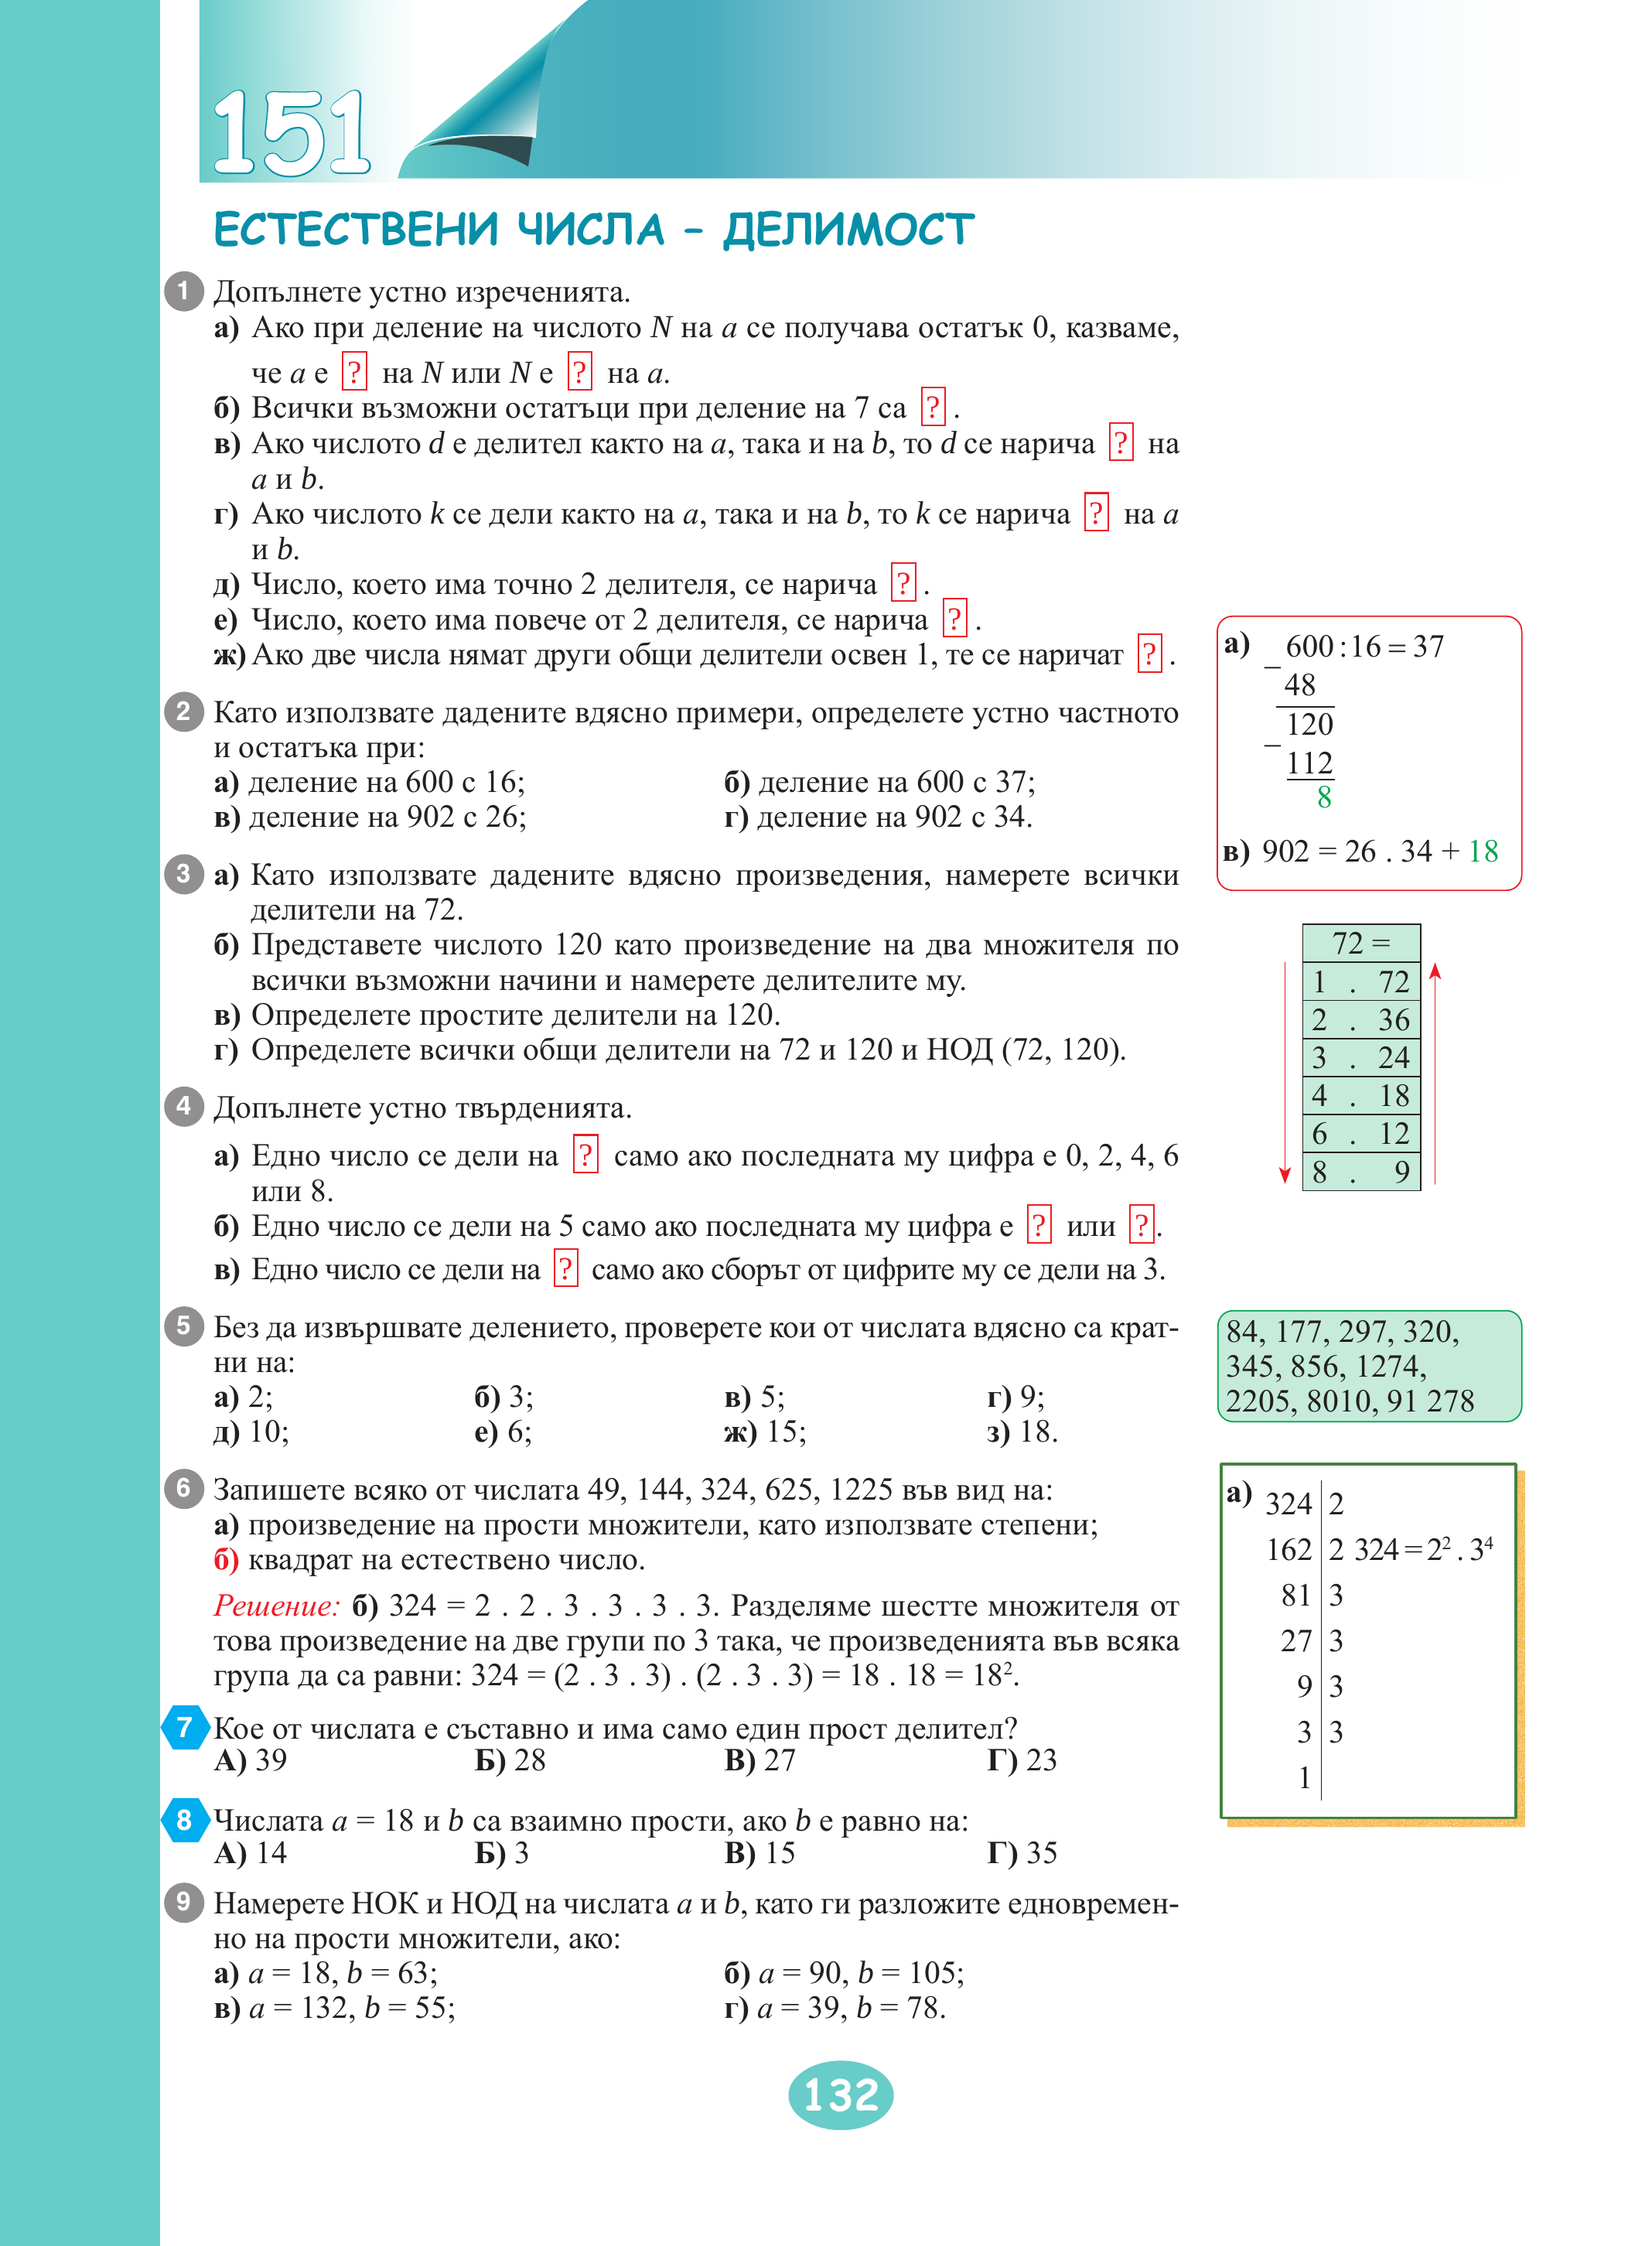 151
ЕСТЕСТВЕНИ ЧИСЛА – ДЕЛИМОСТ
1 Допълнете устно изреченията.
а) Ако при деление на числото N на a се получава остатък 0, казваме,
че a е ? на N или N е ? на a.
б) Всички възможни остатъци при деление на 7 са ? .
в) Ако числото d е делител както на a, така и на b, то d се нарича ? на
a и b.
г) Ако числото k се дели както на a, така и на b, то k се нарича ? на a
и b.
д) Число, което има точно 2 делителя, се нарича ? .
е) Число, което има повече от 2 делителя, се нарича ? .
ж) Ако две числа нямат други общи делители освен 1, те се наричат ? .
2 Като използвате дадените вдясно примери, определете устно частното
и остатъка при:
а) деление на 600 с 16; б) деление на 600 с 37;
в) деление на 902 с 26; г) деление на 902 с 34.
а) 600 : 16 = 37
–
48
120
–
112
8
в) 902 = 26 . 34 + 18
3 а) Като използвате дадените вдясно произведения, намерете всички
делители на 72.
б) Представете числото 120 като произведение на два множителя по
всички възможни начини и намерете делителите му.
в) Определете простите делители на 120.
г) Определете всички общи делители на 72 и 120 и НОД (72, 120).
72 =
1 . 72
2 . 36
3 . 24
4 . 18
6 . 12
8 . 9
4 Допълнете устно твърденията.
а) Едно число се дели на ? само ако последната му цифра е 0, 2, 4, 6
или 8.
б) Едно число се дели на 5 само ако последната му цифра е ? или ? .
в) Едно число се дели на ? само ако сборът от цифрите му се дели на 3.
5 Без да извършвате делението, проверете кои от числата вдясно са крат-
ни на:
а) 2; б) 3; в) 5; г) 9;
д) 10; е) 6; ж) 15; з) 18.
84, 177, 297, 320,
345, 856, 1274,
2205, 8010, 91 278
6 Запишете всяко от числата 49, 144, 324, 625, 1225 във вид на:
а) произведение на прости множители, като използвате степени;
б) квадрат на естествено число.
Решение: б) 324 = 2 . 2 . 3 . 3 . 3 . 3. Разделяме шестте множителя от
това произведение на две групи по 3 така, че произведенията във всяка
група да са равни: 324 = (2 . 3 . 3) . (2 . 3 . 3) = 18 . 18 = 18².
а) 324 2
162 2 324 = 2² . 3⁴
81 3
27 3
9 3
3 3
1
7 Кое от числата е съставно и има само един прост делител?
А) 39 Б) 28 В) 27 Г) 23
8 Числата a = 18 и b са взаимно прости, ако b е равно на:
А) 14 Б) 3 В) 15 Г) 35
9 Намерете НОК и НОД на числата a и b, като ги разложите едновремен-
но на прости множители, ако:
а) a = 18, b = 63; б) a = 90, b = 105;
в) a = 132, b = 55; г) a = 39, b = 78.
132